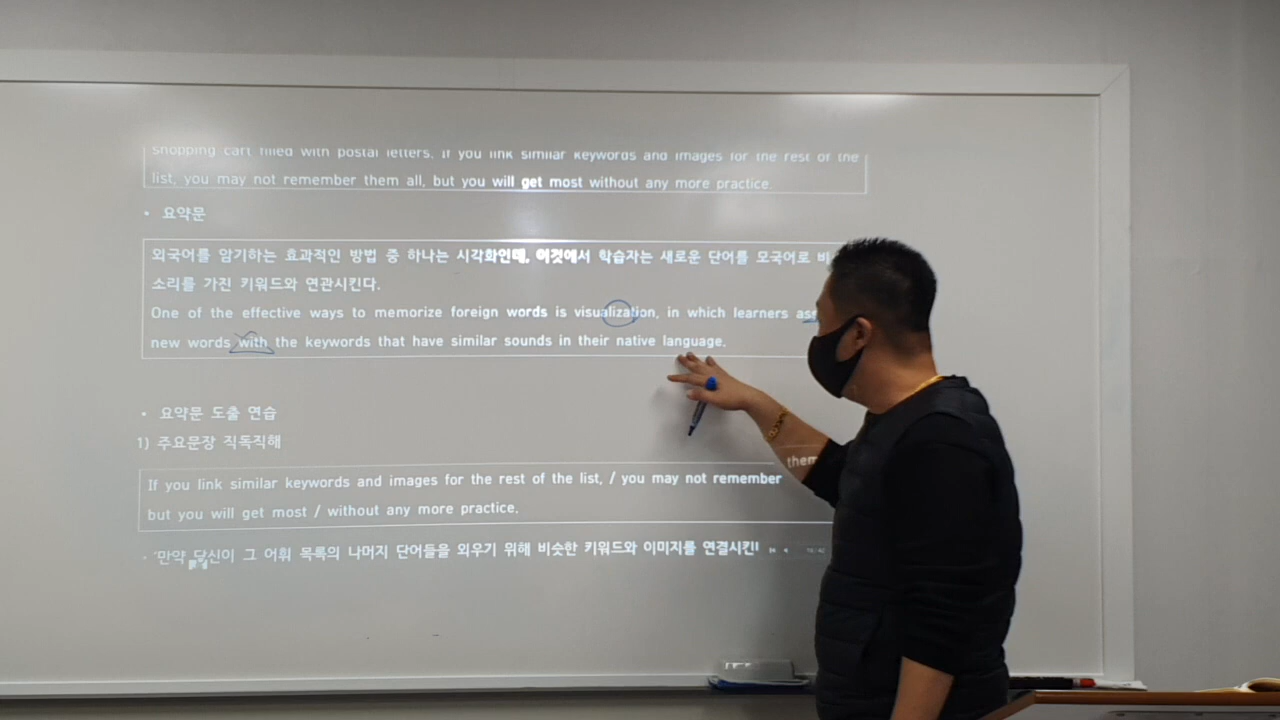 shopping cart filled with postal letters. If you link similar keywords and images for the rest of the
list, you may not remember them all, but you will get most without any more practice.
• 요약문
외국어를 암기하는 효과적인 방법 중 하나는 시각화인데, 이것에서 학습자는 새로운 단어를 모국어로 비
소리를 가진 키워드와 연관시킨다.
One of the effective ways to memorize foreign words is visualization, in which learners ass
new words with the keywords that have similar sounds in their native language.
• 요약문 도출 연습
1) 주요문장 직독직해
If you link similar keywords and images for the rest of the list, / you may not remember them
but you will get most / without any more practice.
- "만약 당신이 그 어휘 목록의 나머지 단어들을 외우기 위해 비슷한 키워드와 이미지를 연결시킨